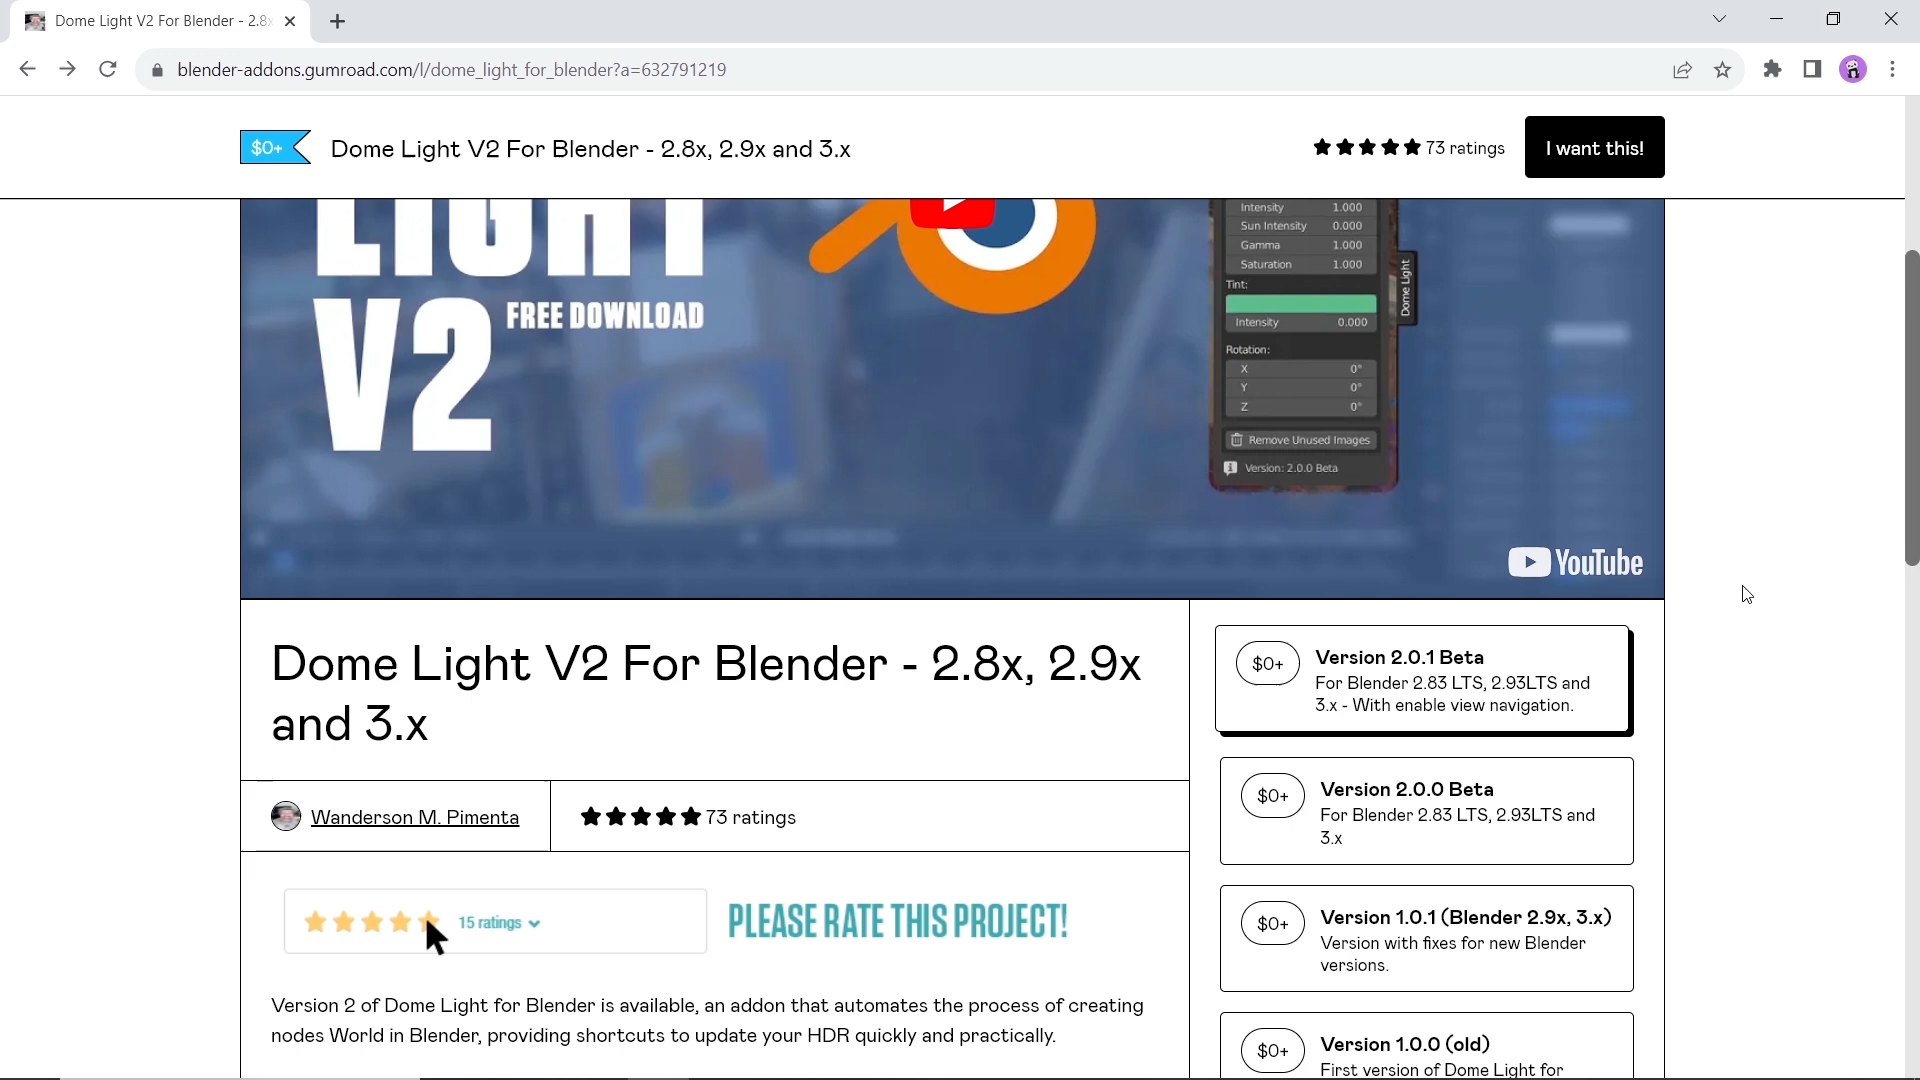 Dome Light V2 For Blender - 2.8x
blender-addons.gumroad.com/l/dome_light_for_blender?a=632791219
$0+
Dome Light V2 For Blender - 2.8x, 2.9x and 3.x
73 ratings
I want this!
LIGHT
V2 FREE DOWNLOAD
Intensity 1.000
Sun Intensity 0.000
Gamma 1.000
Saturation 1.000
Tint:
Intensity 0.000
Rotation:
X 0°
Y 0°
Z 0°
Remove Unused Images
Version: 2.0.0 Beta
Dome Light
YouTube
Dome Light V2 For Blender - 2.8x, 2.9x
and 3.x
Wanderson M. Pimenta
73 ratings
15 ratings
PLEASE RATE THIS PROJECT!
Version 2 of Dome Light for Blender is available, an addon that automates the process of creating
nodes World in Blender, providing shortcuts to update your HDR quickly and practically.
$0+
Version 2.0.1 Beta
For Blender 2.83 LTS, 2.93LTS and
3.x - With enable view navigation.
$0+
Version 2.0.0 Beta
For Blender 2.83 LTS, 2.93LTS and
3.x
$0+
Version 1.0.1 (Blender 2.9x, 3.x)
Version with fixes for new Blender
versions.
$0+
Version 1.0.0 (old)
First version of Dome Light for